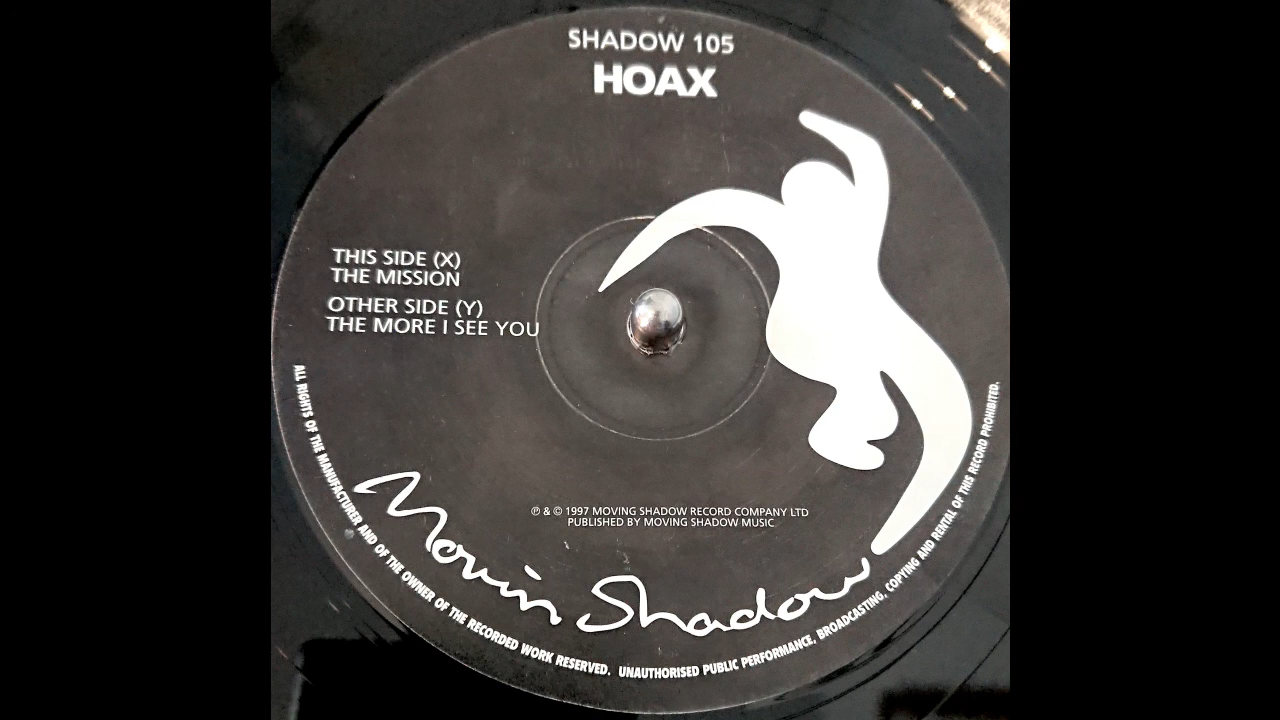 SHADOW 105
HOAX
THIS SIDE (X)
THE MISSION
OTHER SIDE (Y)
THE MORE I SEE YOU
℗ & © 1997 MOVING SHADOW RECORD COMPANY LTD
PUBLISHED BY MOVING SHADOW MUSIC
Movin Shadow
ALL RIGHTS OF THE MANUFACTURER AND OF THE OWNER OF THE RECORDED WORK RESERVED. UNAUTHORISED PUBLIC PERFORMANCE, BROADCASTING, COPYING AND RENTAL OF THIS RECORD PROHIBITED.